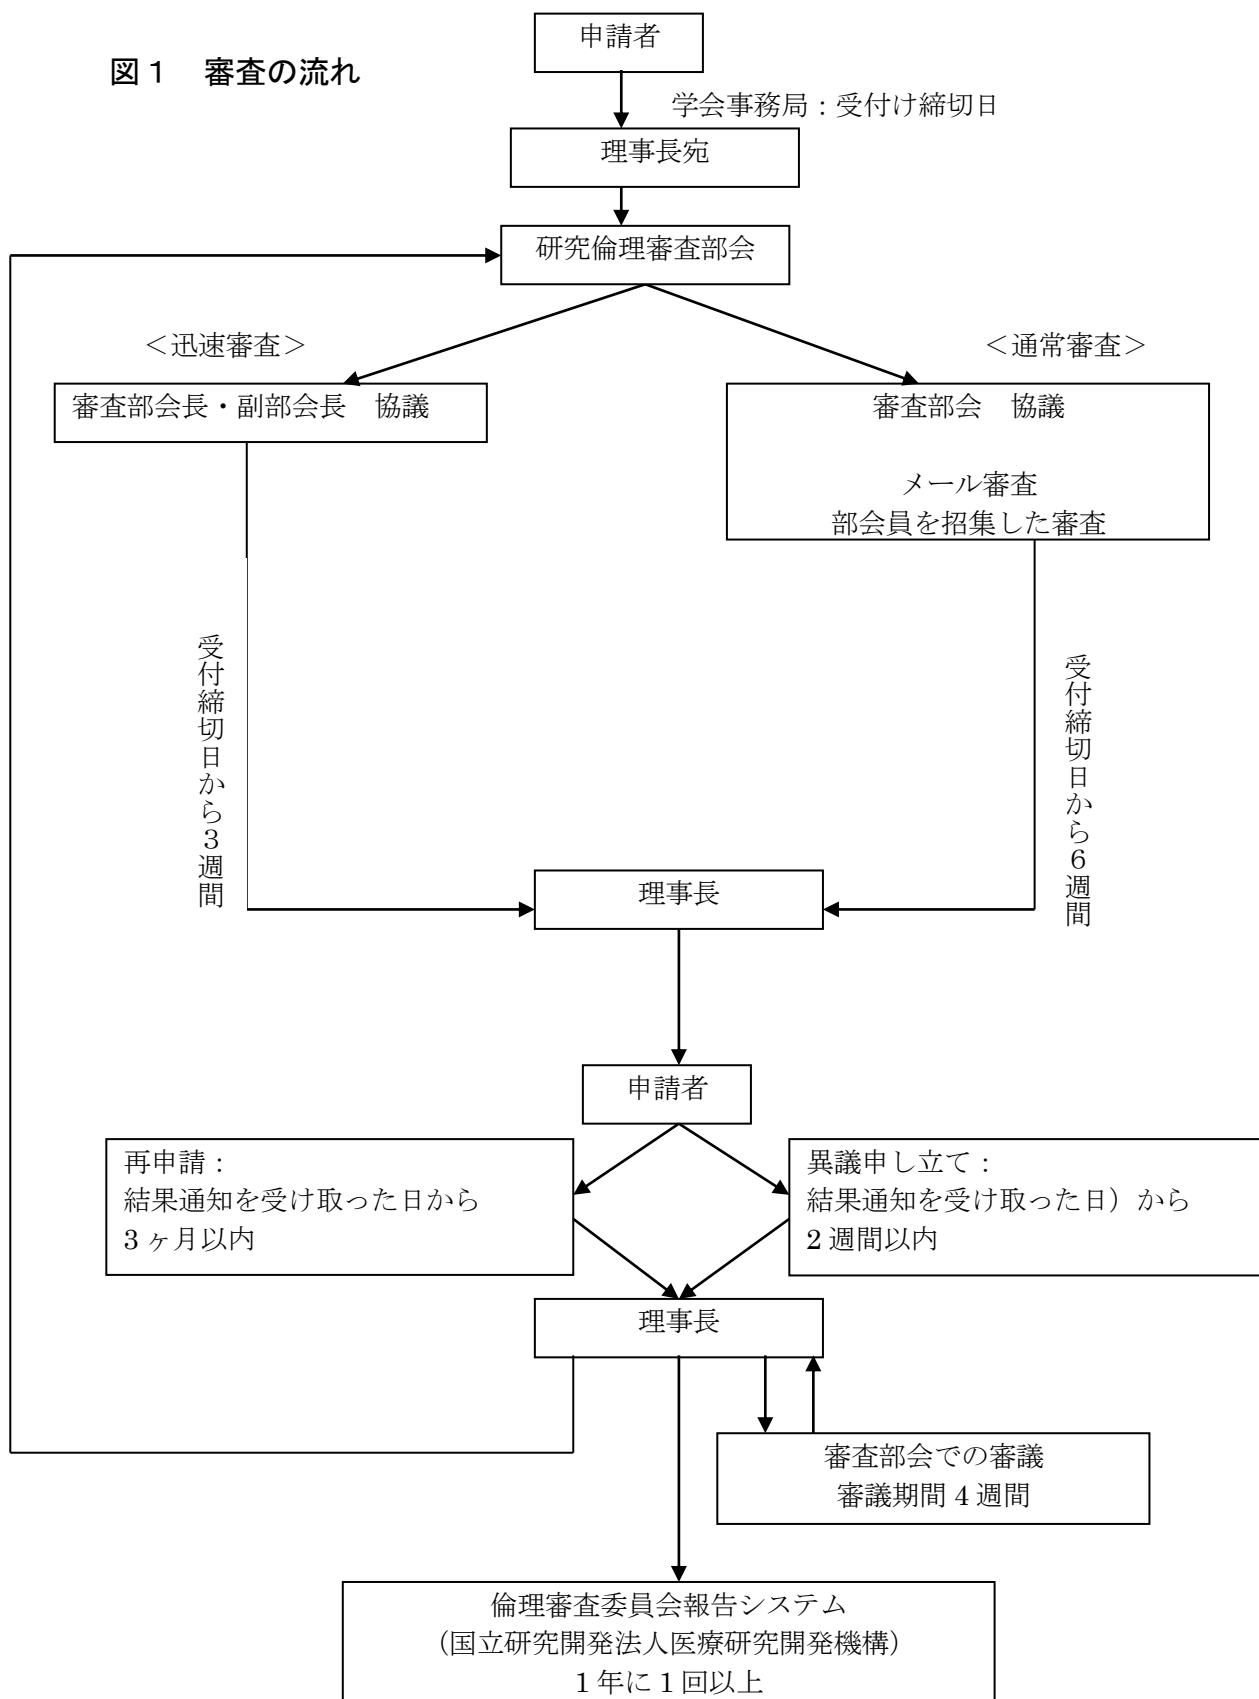 申請者
図１　審査の流れ
学会事務局：受付け締切日
理事長宛
研究倫理審査部会
＜迅速審査＞
＜通常審査＞
審査部会長・副部会長　協議
審査部会　協議
メール審査
部会員を招集した審査
受付締切日から３週間
受付締切日から６週間
理事長
申請者
再申請：
結果通知を受け取った日から
3 ヶ月以内
異議申し立て：
結果通知を受け取った日）から
2 週間以内
理事長
審査部会での審議
審議期間 4 週間
倫理審査委員会報告システム
（国立研究開発法人医療研究開発機構）
１年に 1 回以上